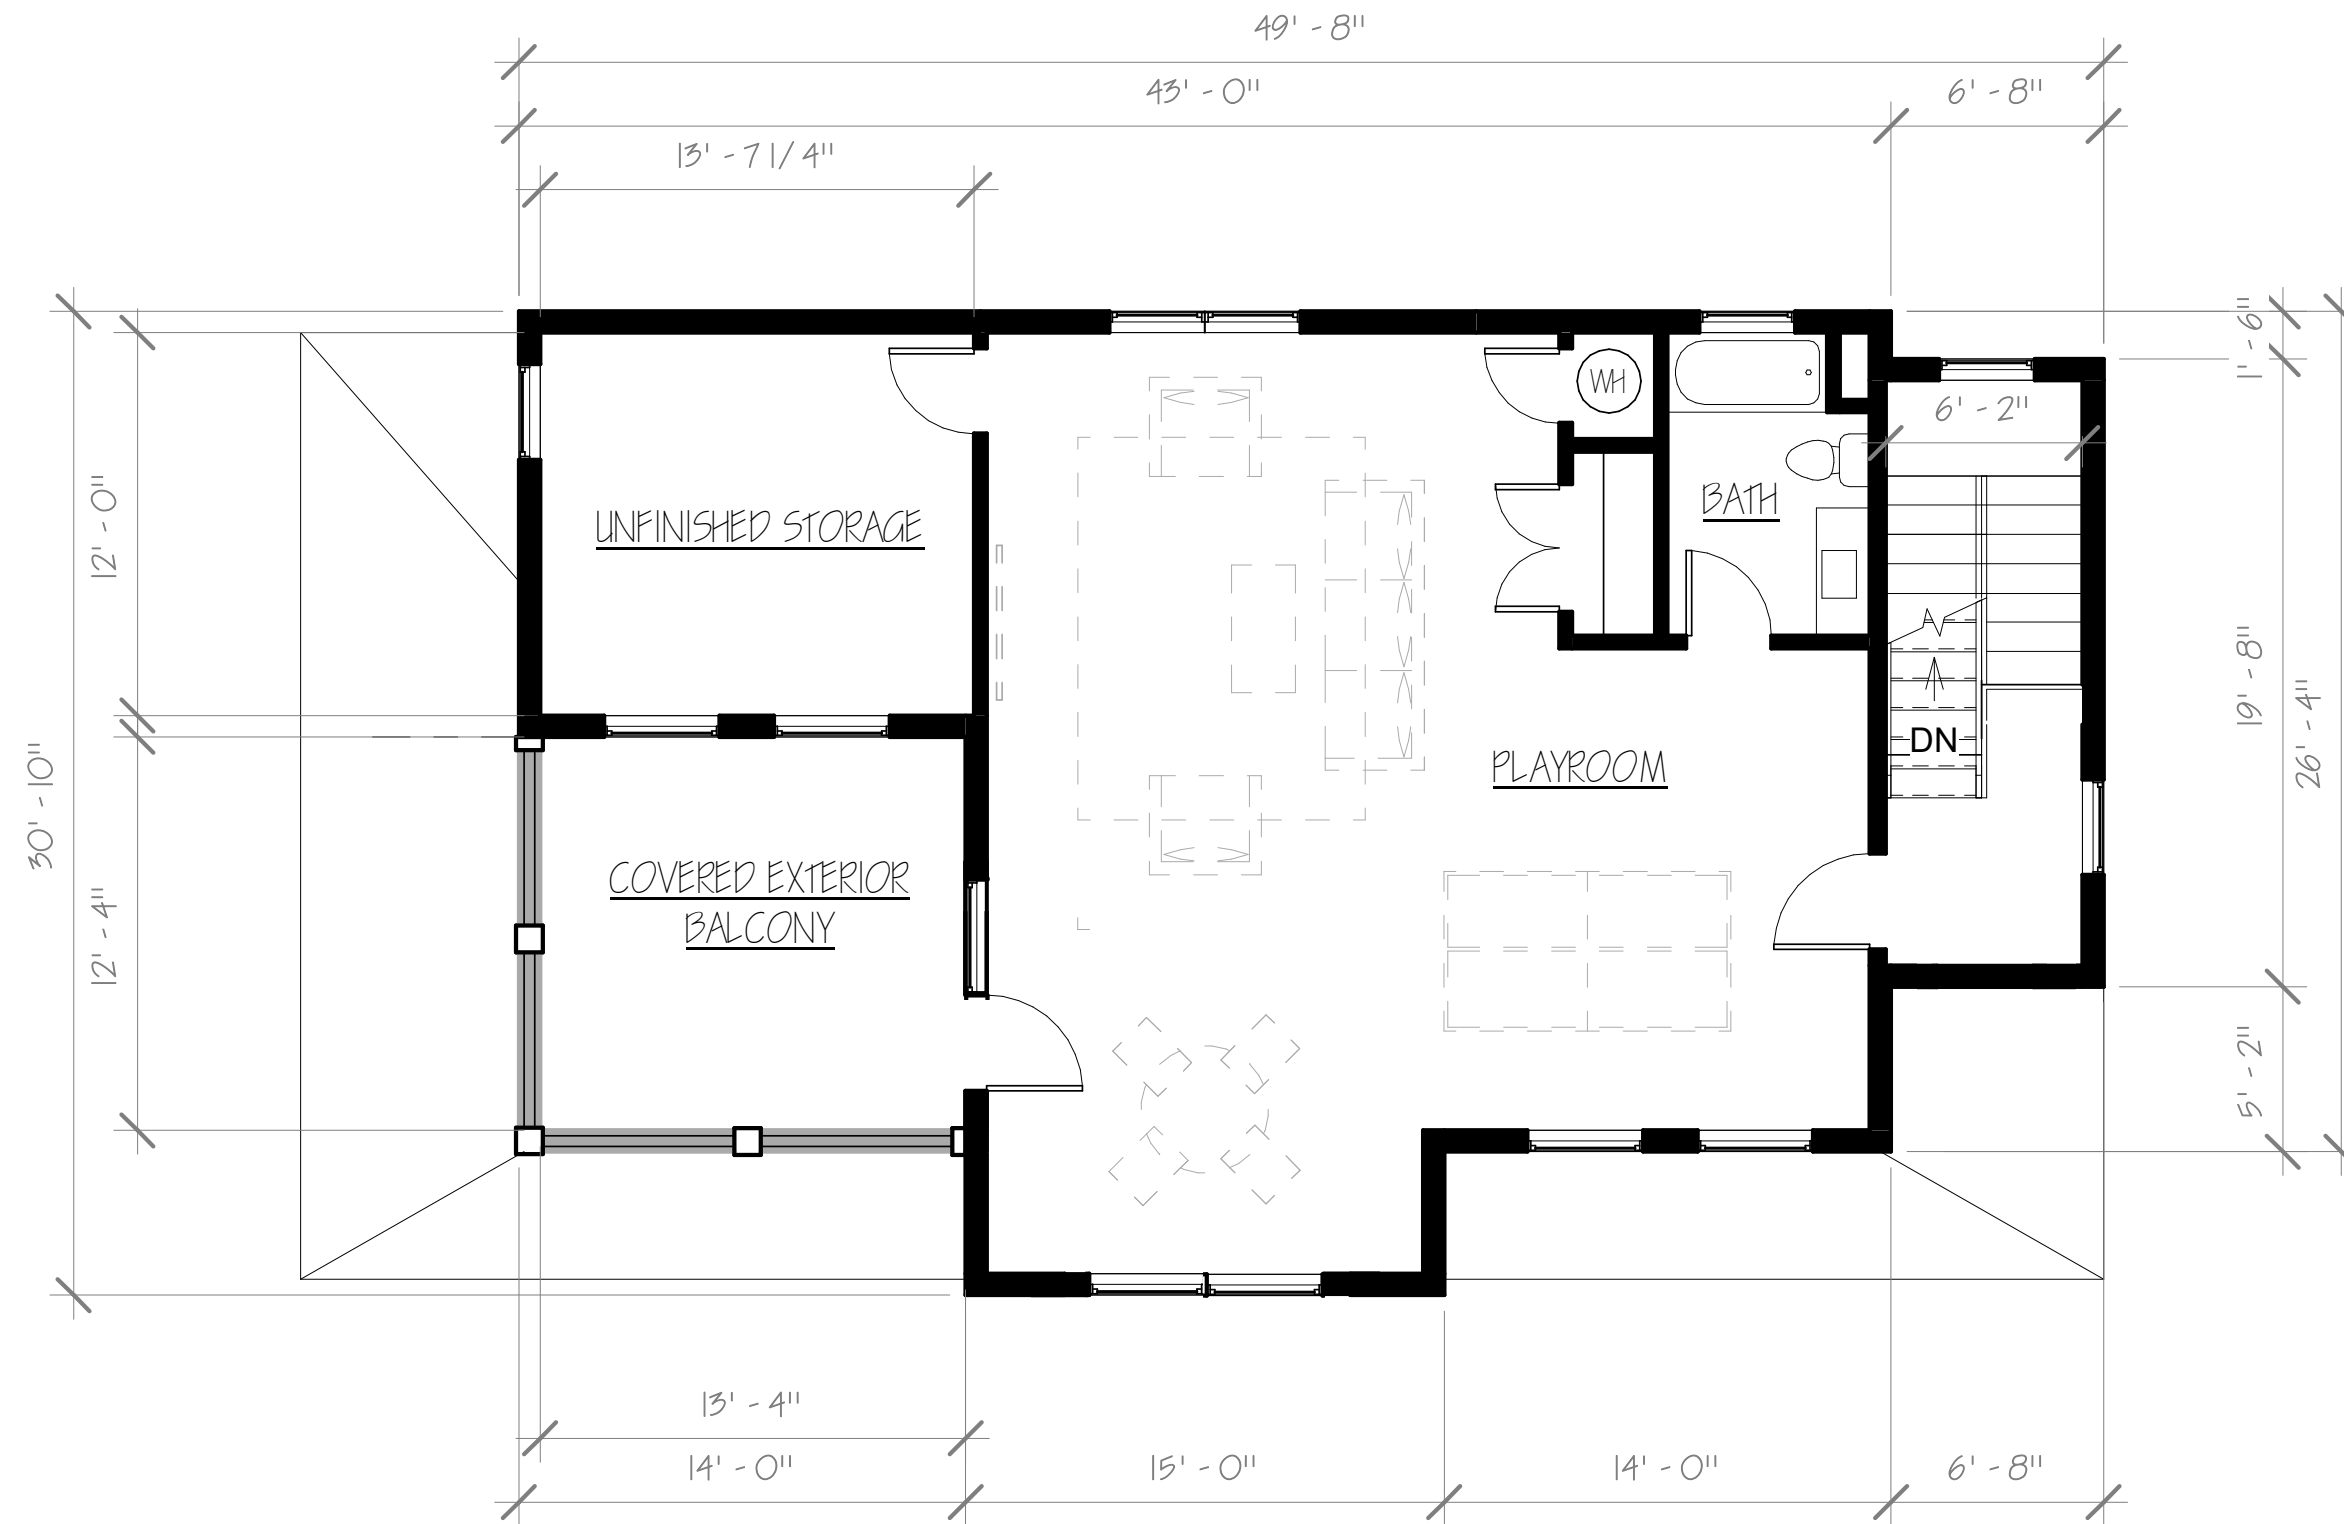 49' - 8"
43' - 0"
6' - 8"
13' - 7 1/4"
1' - 6"
WH
6' - 2"
BATH
12' - 0"
UNFINISHED STORAGE
19' - 8"
26' - 4"
DN
PLAYROOM
30' - 10"
COVERED EXTERIOR
BALCONY
12' - 4"
5' - 2"
13' - 4"
14' - 0"
15' - 0"
14' - 0"
6' - 8"